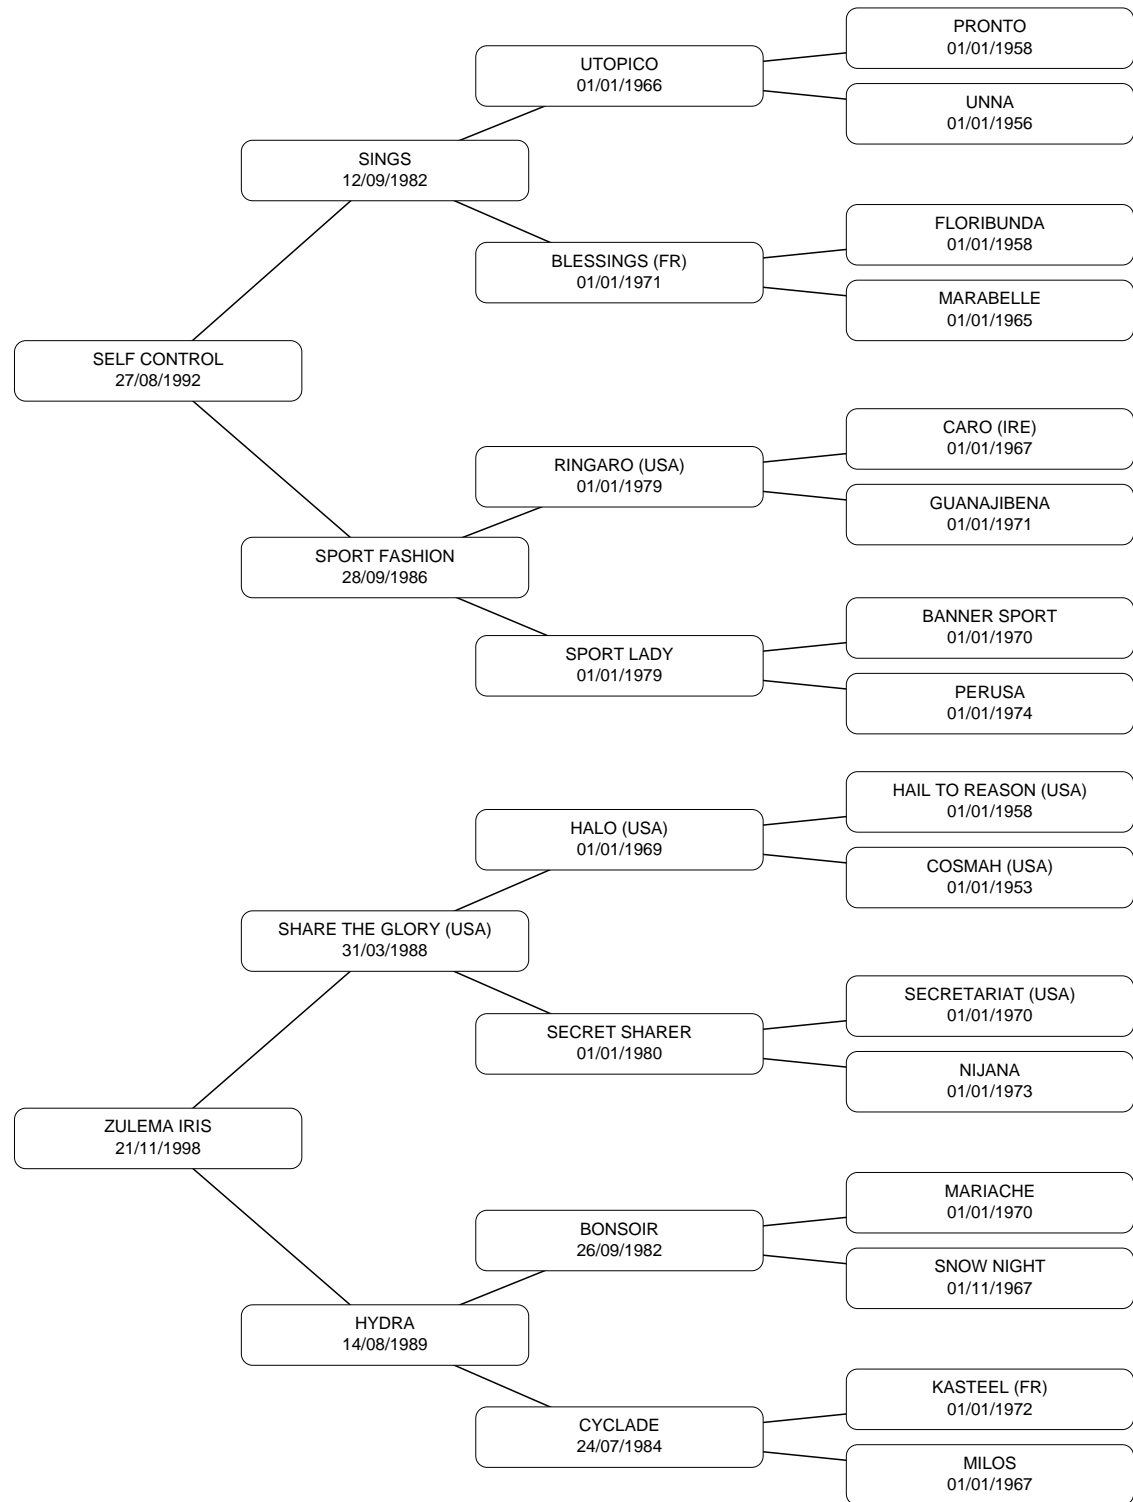 PRONTO
01/01/1958
UTOPICO
01/01/1966
UNNA
01/01/1956
SINGS
12/09/1982
FLORIBUNDA
01/01/1958
BLESSINGS (FR)
01/01/1971
MARABELLE
01/01/1965
SELF CONTROL
27/08/1992
CARO (IRE)
01/01/1967
RINGARO (USA)
01/01/1979
GUANAJIBENA
01/01/1971
SPORT FASHION
28/09/1986
BANNER SPORT
01/01/1970
SPORT LADY
01/01/1979
PERUSA
01/01/1974
HAIL TO REASON (USA)
01/01/1958
HALO (USA)
01/01/1969
COSMAH (USA)
01/01/1953
SHARE THE GLORY (USA)
31/03/1988
SECRETARIAT (USA)
01/01/1970
SECRET SHARER
01/01/1980
NIJANA
01/01/1973
ZULEMA IRIS
21/11/1998
MARIACHE
01/01/1970
BONSOIR
26/09/1982
SNOW NIGHT
01/11/1967
HYDRA
14/08/1989
KASTEEL (FR)
01/01/1972
CYCLADE
24/07/1984
MILOS
01/01/1967